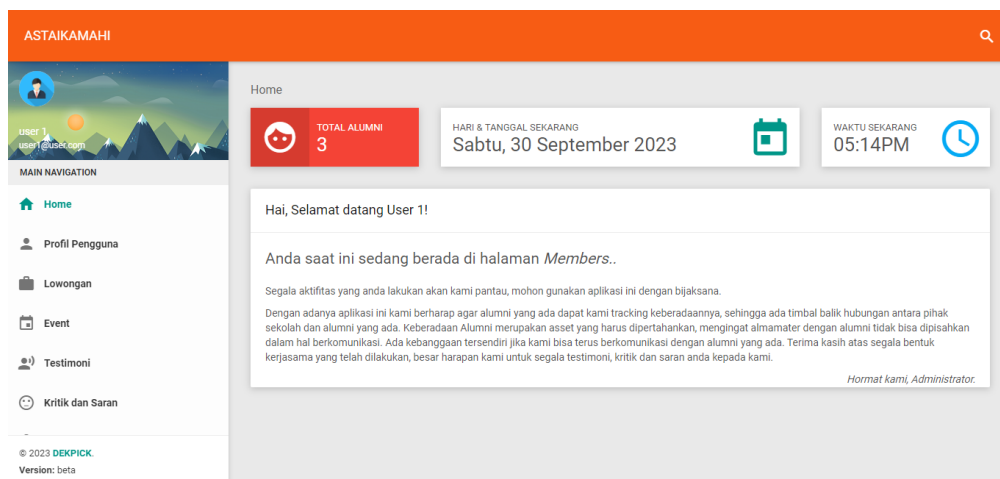 ASTAIKAMAHI
user 1
user1@user.com
MAIN NAVIGATION
Home
Profil Pengguna
Lowongan
Event
Testimoni
Kritik dan Saran
© 2023 DEKPICK.
Version: beta
Home
TOTAL ALUMNI
3
HARI & TANGGAL SEKARANG
Sabtu, 30 September 2023
WAKTU SEKARANG
05:14PM
Hai, Selamat datang User 1!
Anda saat ini sedang berada di halaman Members..
Segala aktifitas yang anda lakukan akan kami pantau, mohon gunakan aplikasi ini dengan bijaksana.
Dengan adanya aplikasi ini kami berharap agar alumni yang ada dapat kami tracking keberadaannya, sehingga ada timbal balik hubungan antara pihak
sekolah dan alumni yang ada. Keberadaan Alumni merupakan asset yang harus dipertahankan, mengingat almamater dengan alumni tidak bisa dipisahkan
dalam hal berkomunikasi. Ada kebanggaan tersendiri jika kami bisa terus berkomunikasi dengan alumni yang ada. Terima kasih atas segala bentuk
kerjasama yang telah dilakukan, besar harapan kami untuk segala testimoni, kritik dan saran anda kepada kami.
Hormat kami, Administrator.